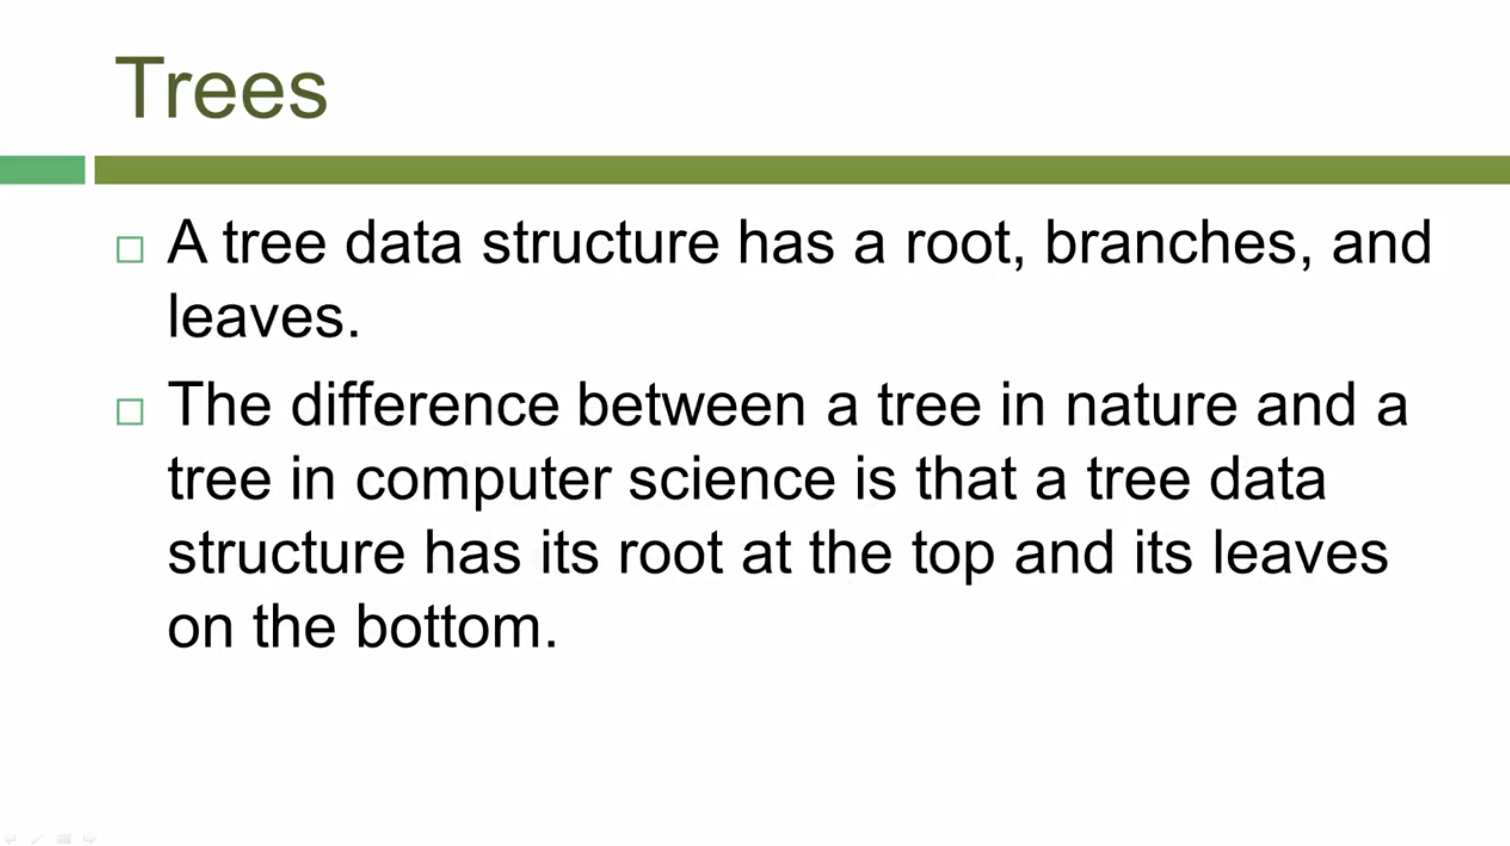 Trees
A tree data structure has a root, branches, and
leaves.
The difference between a tree in nature and a
tree in computer science is that a tree data
structure has its root at the top and its leaves
on the bottom.